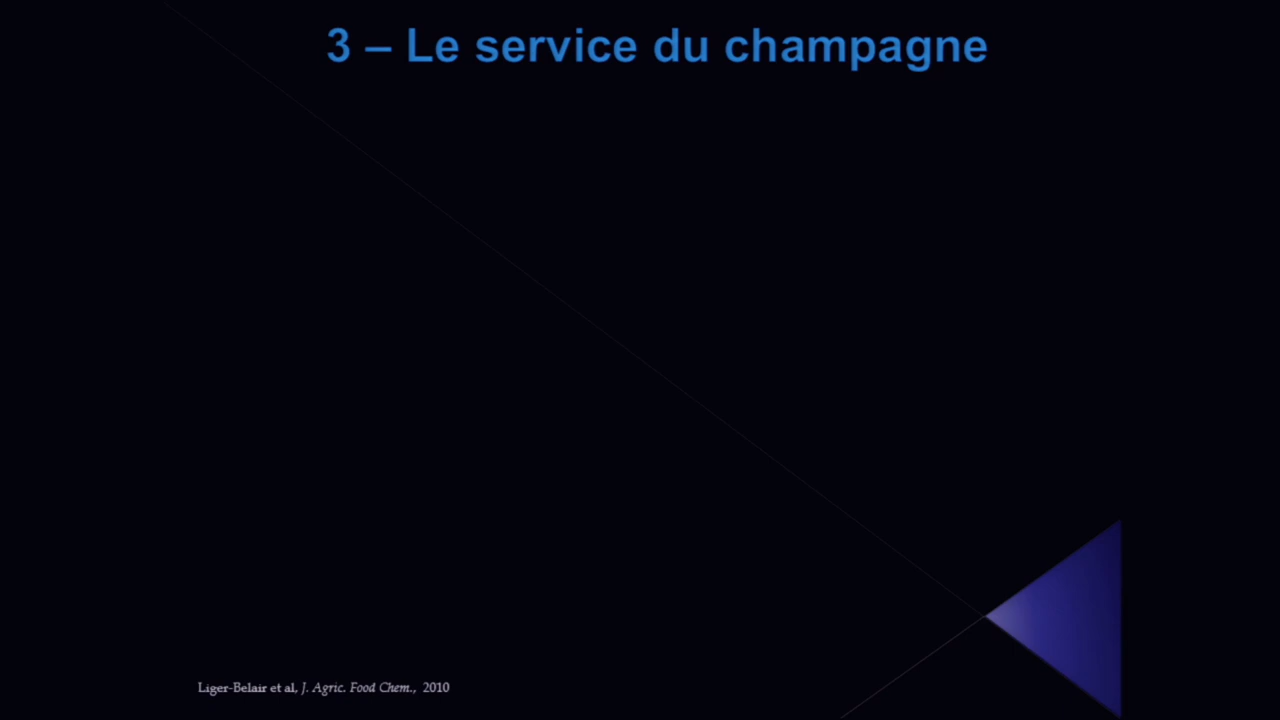 3 – Le service du champagne
Liger-Belair et al, J. Agric. Food Chem., 2010